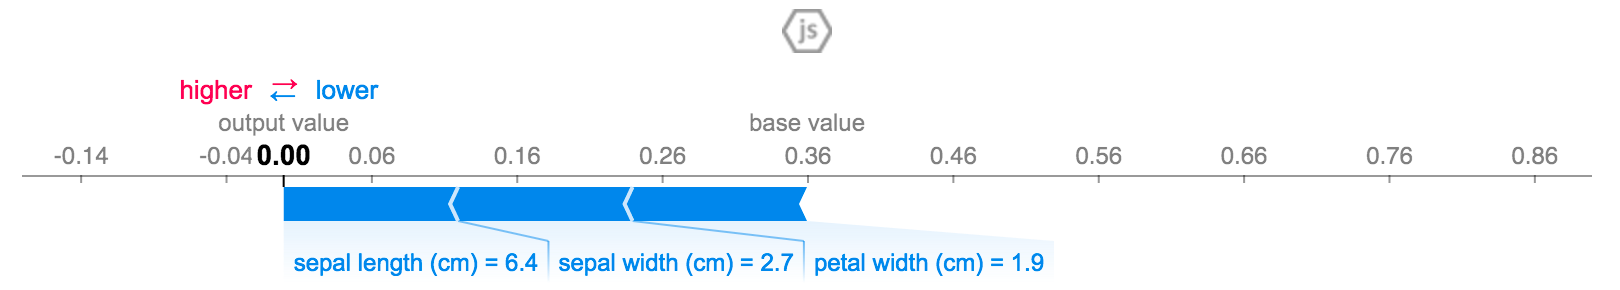 js
higher ⇄ lower
output value base value
-0.14 -0.04 0.00 0.06 0.16 0.26 0.36 0.46 0.56 0.66 0.76 0.86
sepal length (cm) = 6.4 sepal width (cm) = 2.7 petal width (cm) = 1.9